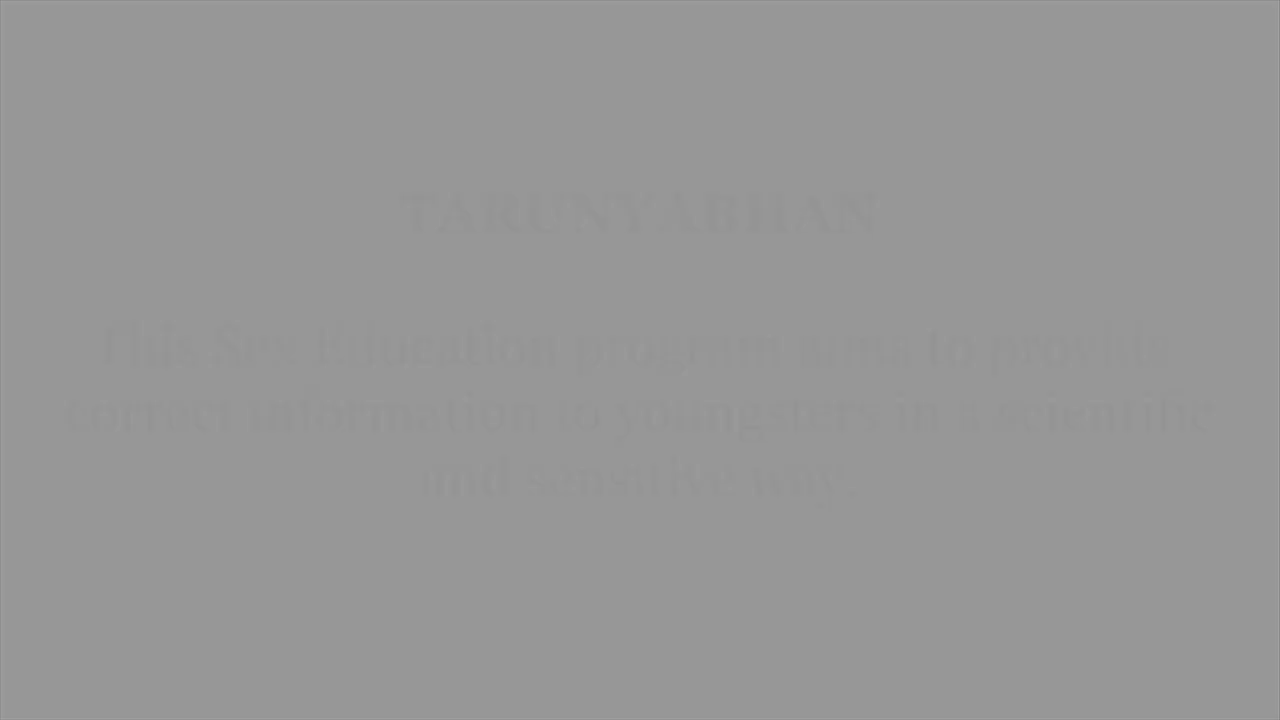 TARUNYABHAN
This Sex Education program aims to provide
correct information to youngsters in a scientific
and sensitive way.